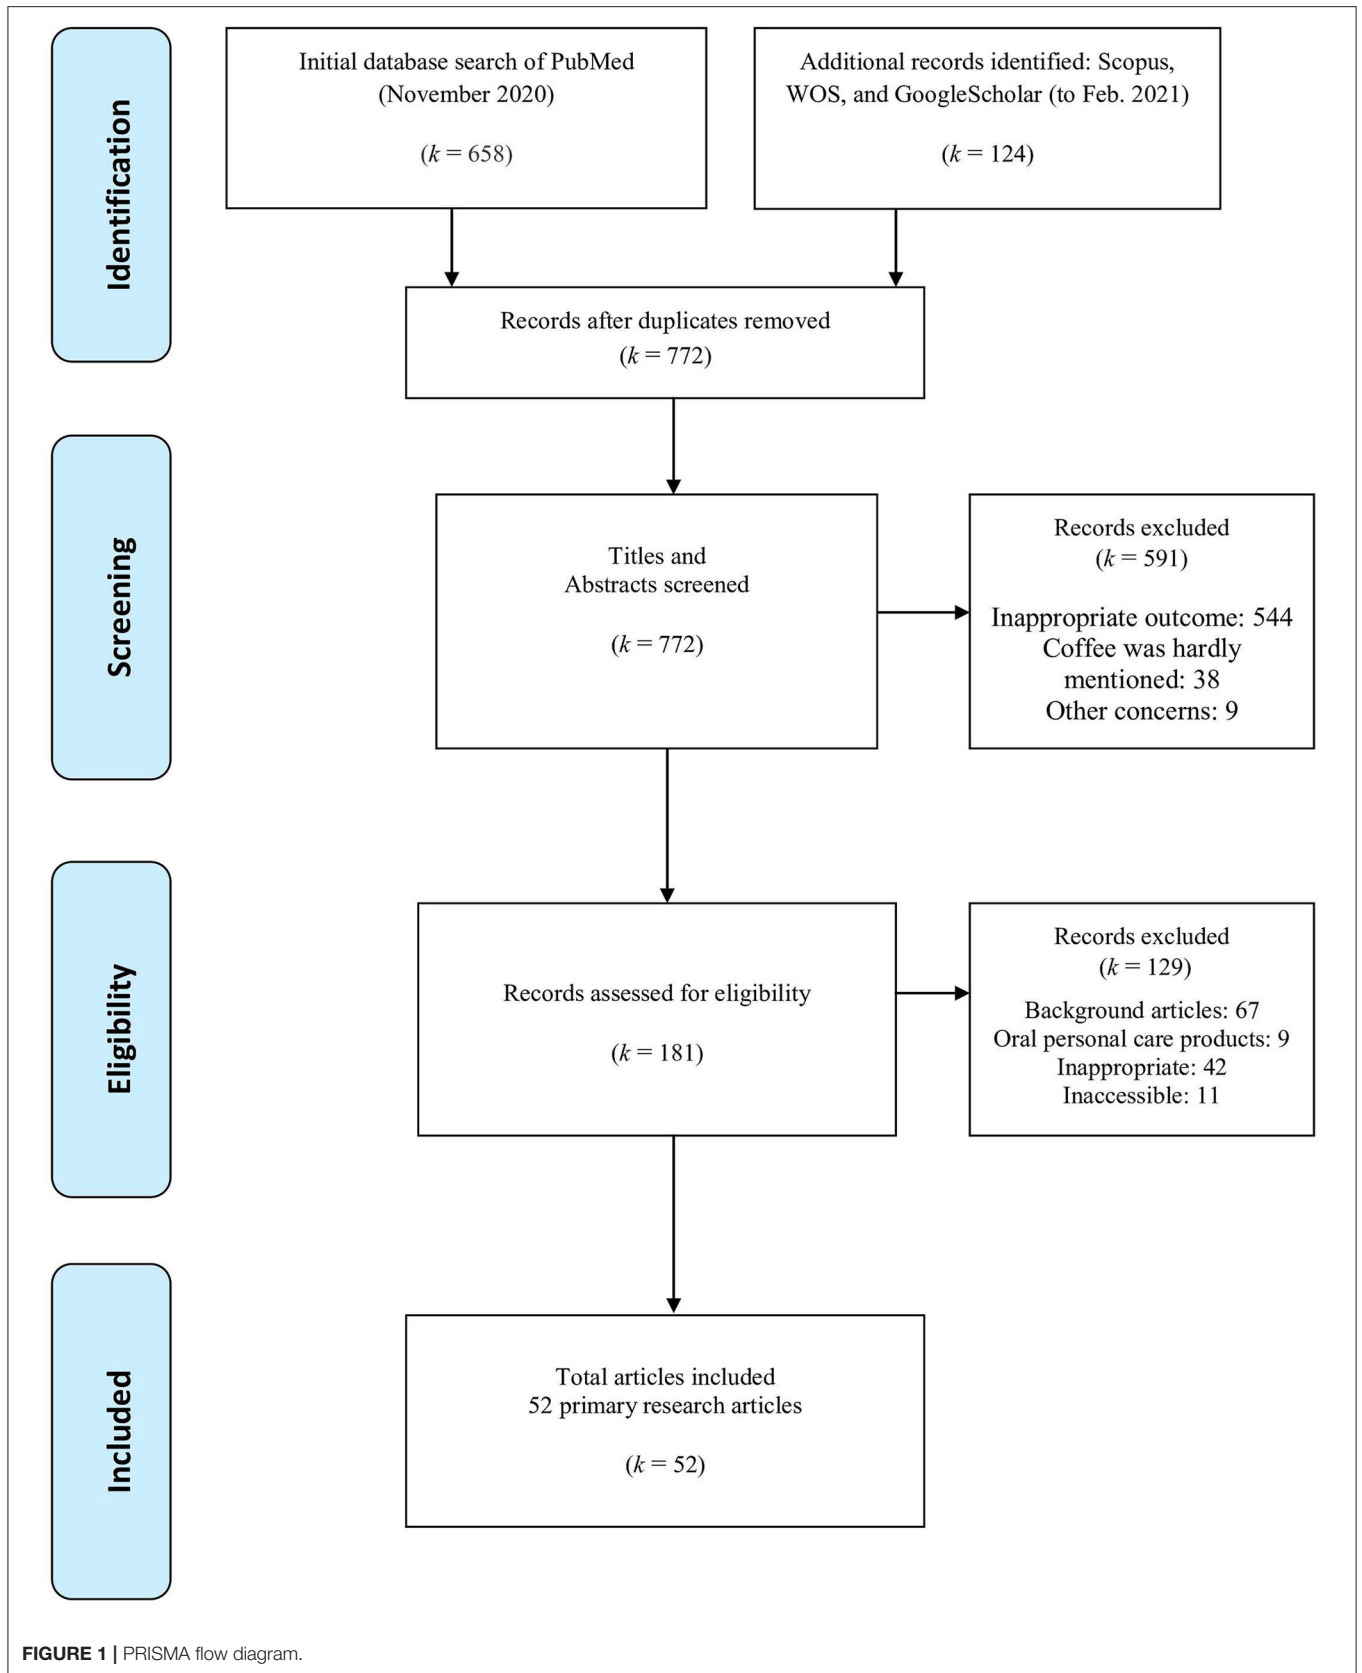 Identification
Initial database search of PubMed
(November 2020)
(k = 658)
Additional records identified: Scopus,
WOS, and GoogleScholar (to Feb. 2021)
(k = 124)
Records after duplicates removed
(k = 772)
Screening
Titles and
Abstracts screened
(k = 772)
Records excluded
(k = 591)
Inappropriate outcome: 544
Coffee was hardly
mentioned: 38
Other concerns: 9
Eligibility
Records assessed for eligibility
(k = 181)
Records excluded
(k = 129)
Background articles: 67
Oral personal care products: 9
Inappropriate: 42
Inaccessible: 11
Included
Total articles included
52 primary research articles
(k = 52)
FIGURE 1 | PRISMA flow diagram.